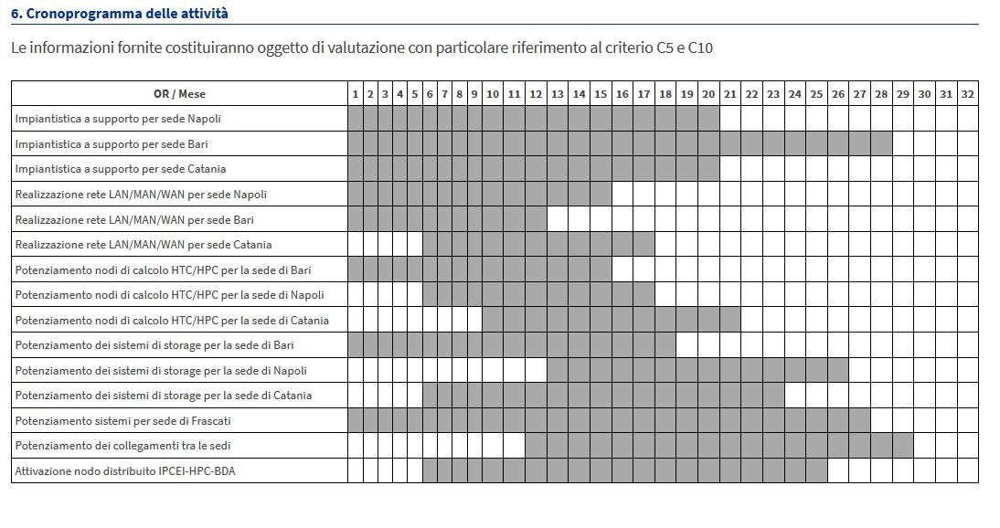 6. Cronoprogramma delle attività
Le informazioni fornite costituiranno oggetto di valutazione con particolare riferimento al criterio C5 e C10
OR / Mese 1 2 3 4 5 6 7 8 9 10 11 12 13 14 15 16 17 18 19 20 21 22 23 24 25 26 27 28 29 30 31 32
Impiantistica a supporto per sede Napoli
Impiantistica a supporto per sede Bari
Impiantistica a supporto per sede Catania
Realizzazione rete LAN/MAN/WAN per sede Napoli
Realizzazione rete LAN/MAN/WAN per sede Bari
Realizzazione rete LAN/MAN/WAN per sede Catania
Potenziamento nodi di calcolo HTC/HPC per la sede di Bari
Potenziamento nodi di calcolo HTC/HPC per la sede di Napoli
Potenziamento nodi di calcolo HTC/HPC per la sede di Catania
Potenziamento dei sistemi di storage per la sede di Bari
Potenziamento dei sistemi di storage per la sede di Napoli
Potenziamento dei sistemi di storage per la sede di Catania
Potenziamento sistemi per sede di Frascati
Potenziamento dei collegamenti tra le sedi
Attivazione nodo distribuito IPCEI-HPC-BDA